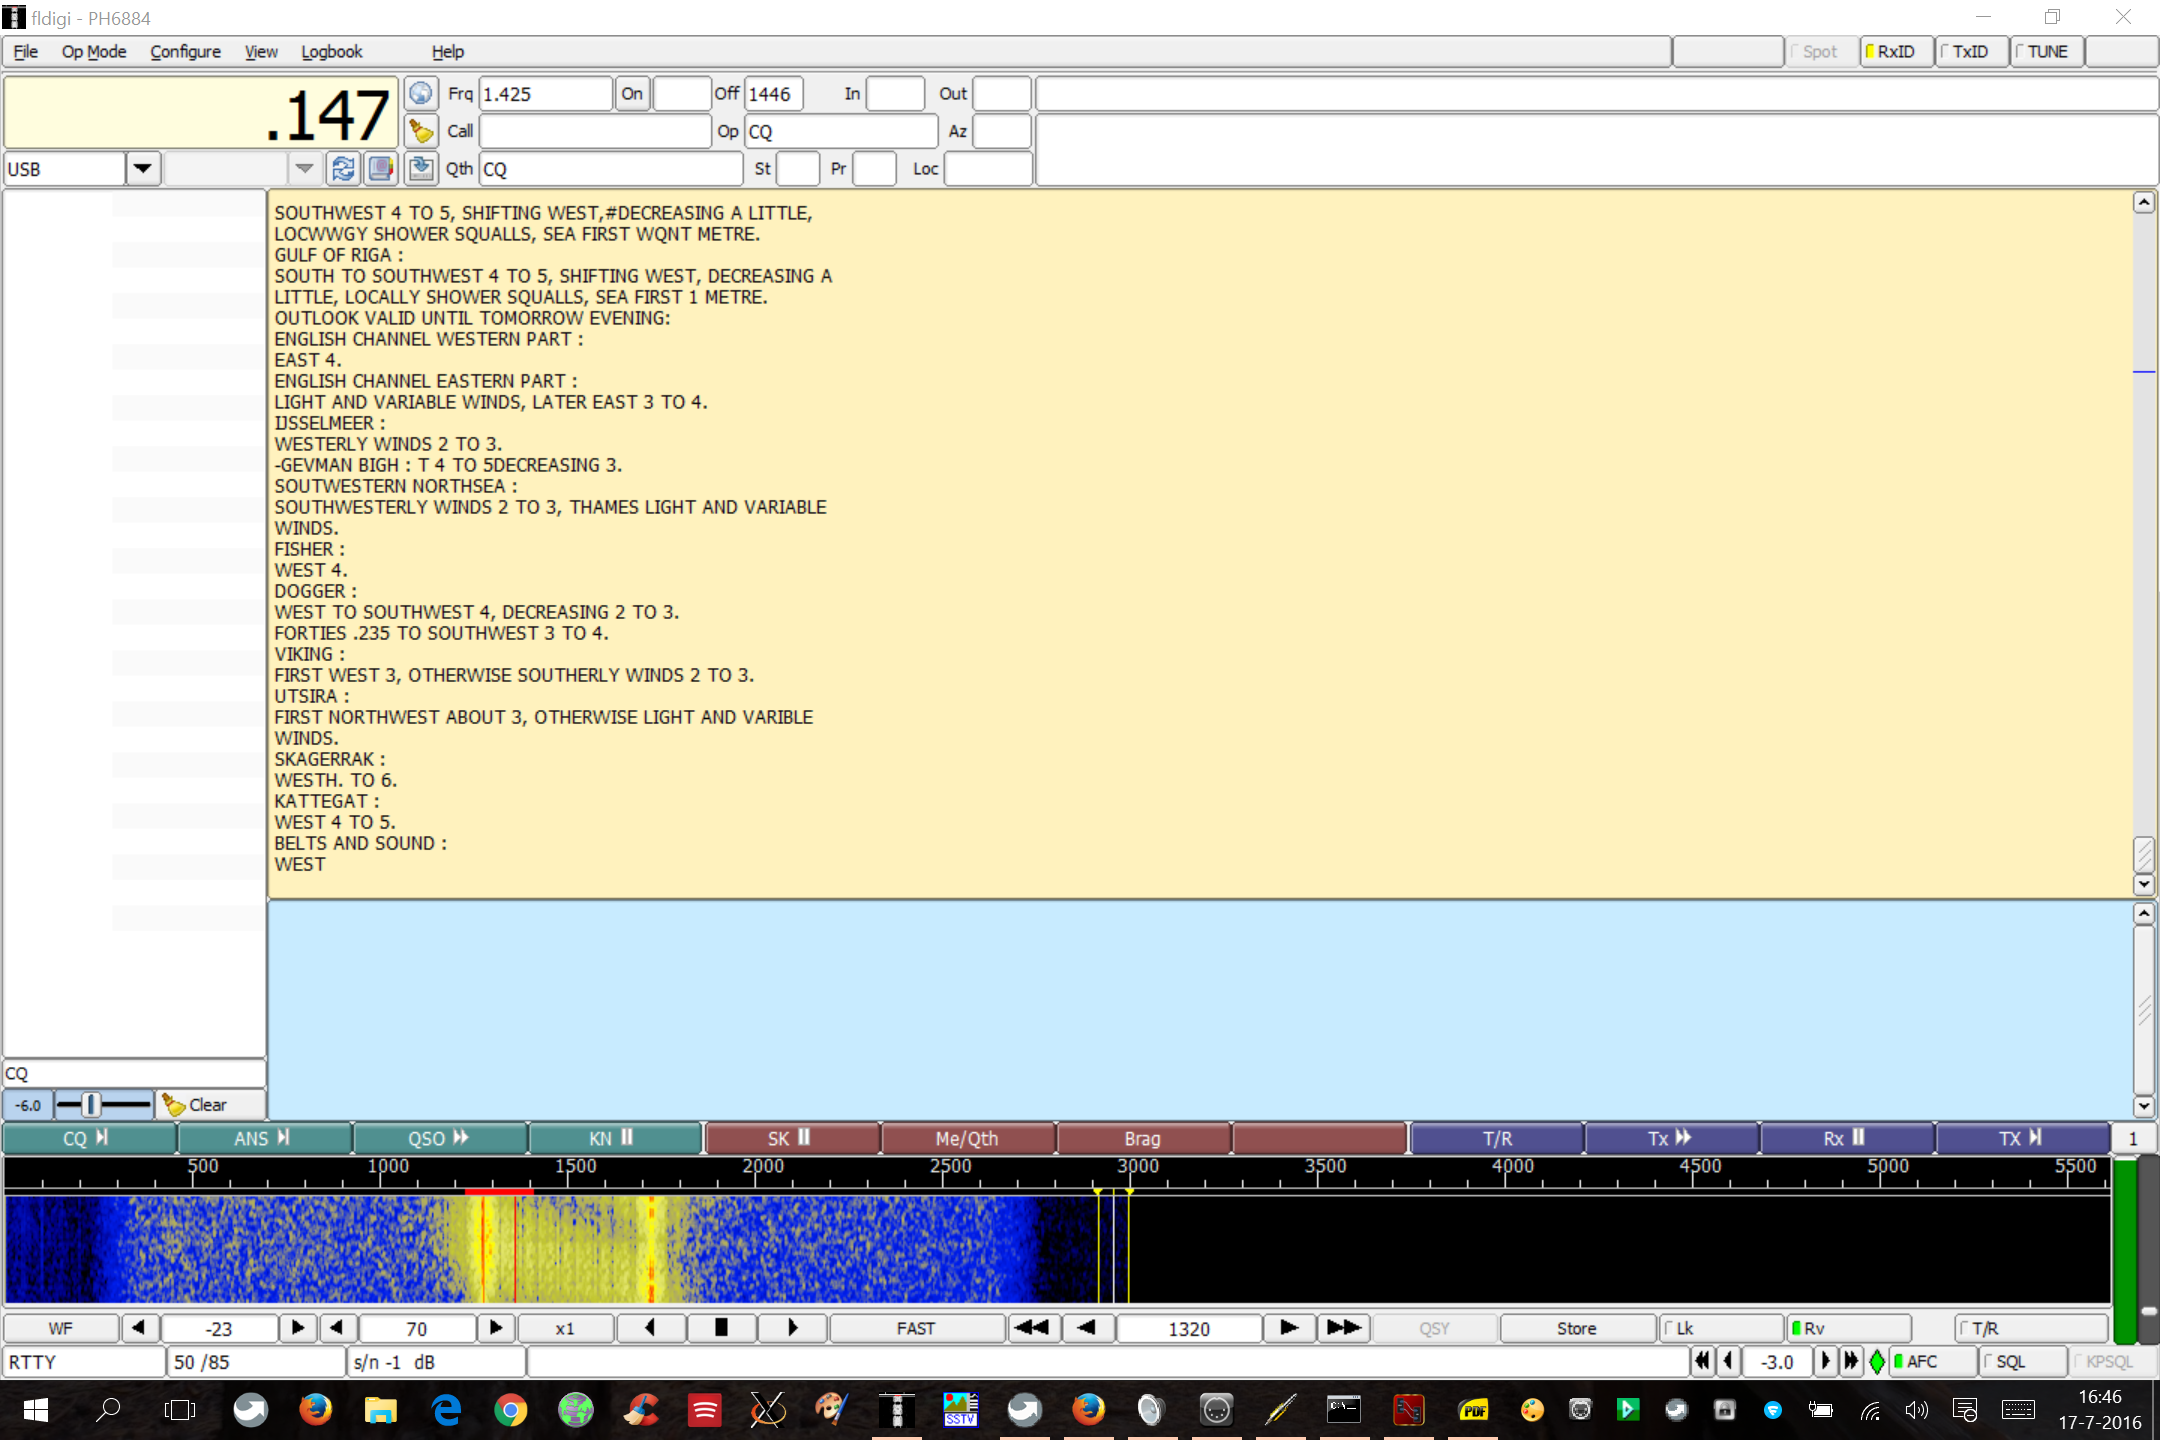 fldigi - PH6884
File Op Mode Configure View Logbook Help Spot RxID TxID TUNE
.147
Frq 1.425 On Off 1446 In Out
Call Op CQ Az
USB Qth CQ St Pr Loc
SOUTHWEST 4 TO 5, SHIFTING WEST,#DECREASING A LITTLE,
LOCWWGY SHOWER SQUALLS, SEA FIRST WQNT METRE.
GULF OF RIGA :
SOUTH TO SOUTHWEST 4 TO 5, SHIFTING WEST, DECREASING A
LITTLE, LOCALLY SHOWER SQUALLS, SEA FIRST 1 METRE.
OUTLOOK VALID UNTIL TOMORROW EVENING:
ENGLISH CHANNEL WESTERN PART :
EAST 4.
ENGLISH CHANNEL EASTERN PART :
LIGHT AND VARIABLE WINDS, LATER EAST 3 TO 4.
IJSSELMEER :
WESTERLY WINDS 2 TO 3.
-GEVMAN BIGH : T 4 TO 5DECREASING 3.
SOUTWESTERN NORTHSEA :
SOUTHWESTERLY WINDS 2 TO 3, THAMES LIGHT AND VARIABLE
WINDS.
FISHER :
WEST 4.
DOGGER :
WEST TO SOUTHWEST 4, DECREASING 2 TO 3.
FORTIES .235 TO SOUTHWEST 3 TO 4.
VIKING :
FIRST WEST 3, OTHERWISE SOUTHERLY WINDS 2 TO 3.
UTSIRA :
FIRST NORTHWEST ABOUT 3, OTHERWISE LIGHT AND VARIBLE
WINDS.
SKAGERRAK :
WESTH. TO 6.
KATTEGAT :
WEST 4 TO 5.
BELTS AND SOUND :
WEST
CQ
-6.0 Clear
CQ ANS QSO KN SK Me/Qth Brag T/R Tx Rx TX 1
500 1000 1500 2000 2500 3000 3500 4000 4500 5000 5500
WF -23 70 x1 FAST 1320 QSY Store Lk Rv T/R
RTTY 50 /85 s/n -1 dB -3.0 AFC SQL KPSQL
SSTV
C:\
PDF
16:46
17-7-2016